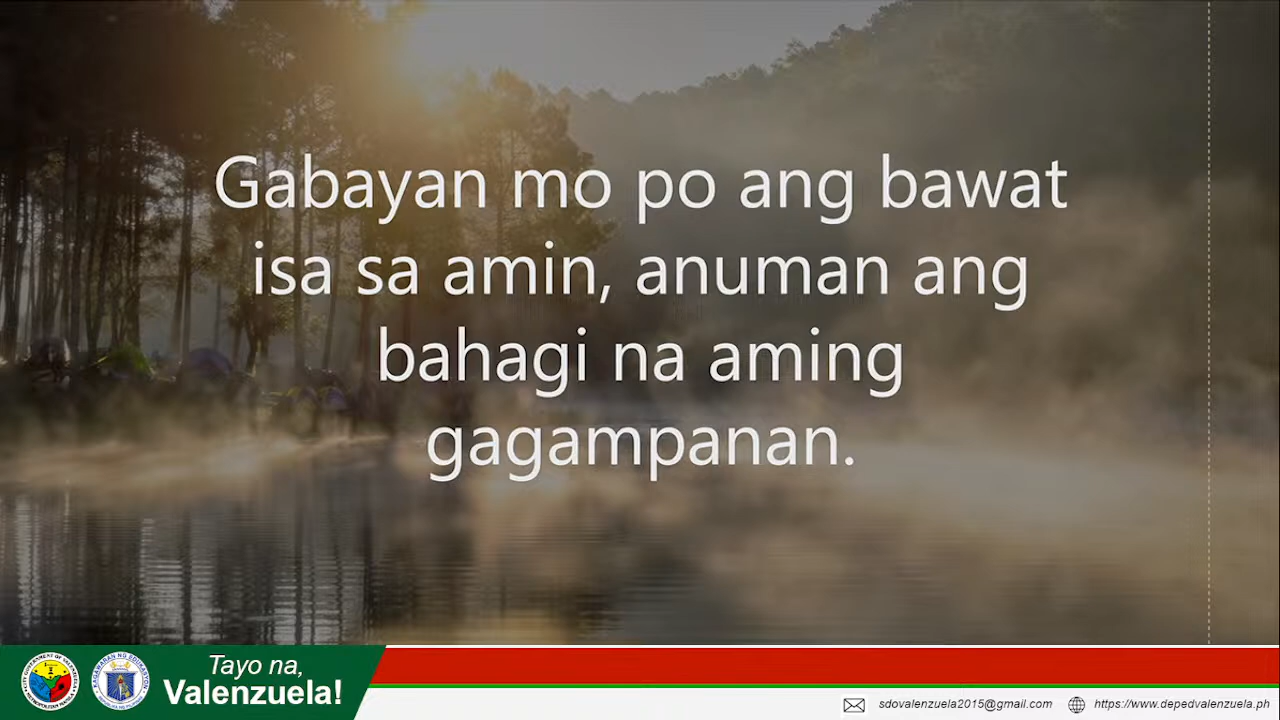 Gabayan mo po ang bawat
isa sa amin, anuman ang
bahagi na aming
gagampanan.
Tayo na,
Valenzuela!
sdovalenzuela2015@gmail.com
https://www.depedvalenzuela.ph